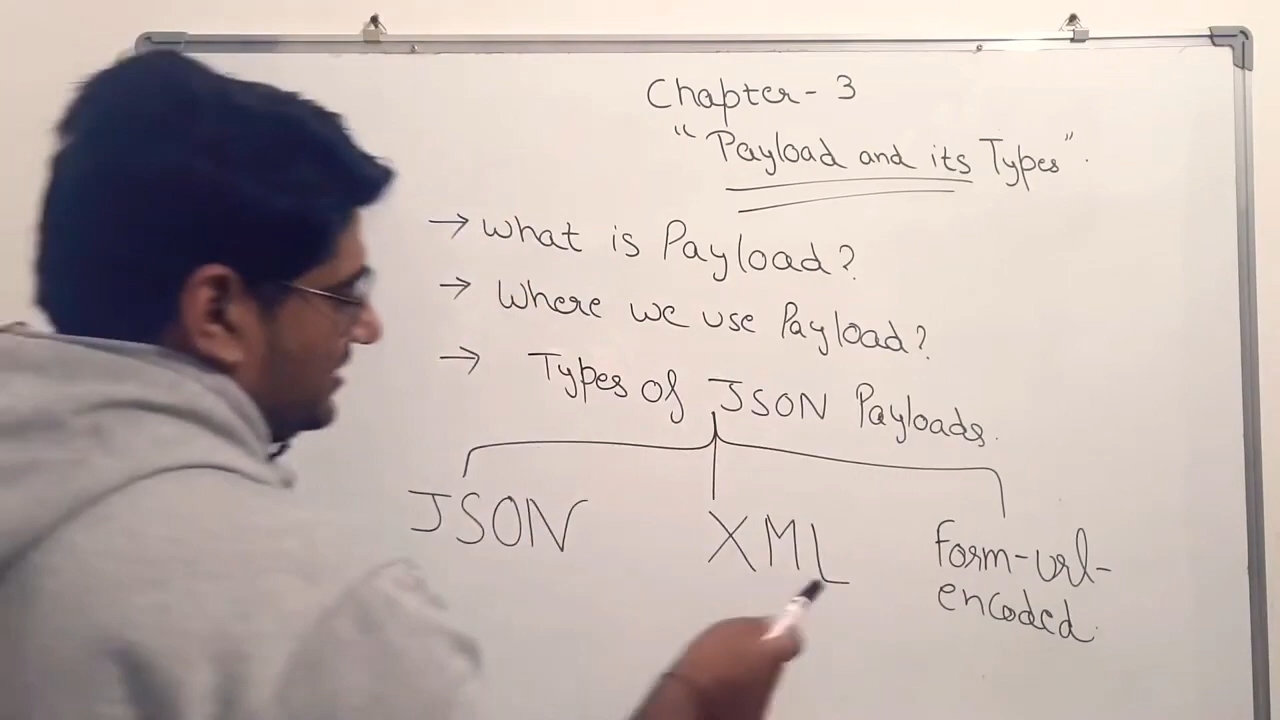 Chapter - 3
"Payload and its Types".
→ What is Payload?
→ Where we use Payload?
→ Types of JSON Payloads.
JSON XML form-url-
encoded.